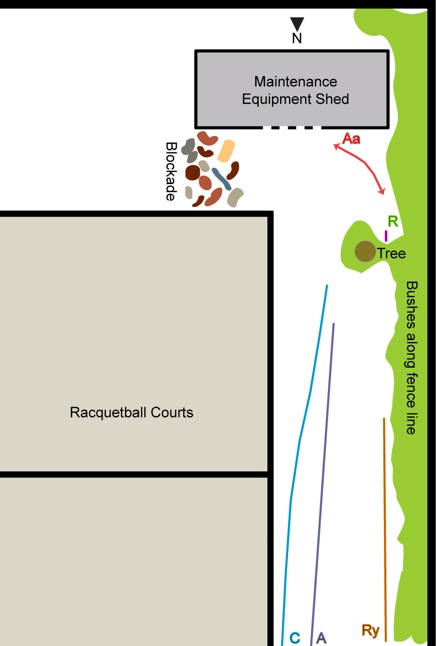 N
Maintenance
Equipment Shed
Aa
Blockade
R
Tree
Bushes along fence line
Racquetball Courts
C
A
Ry